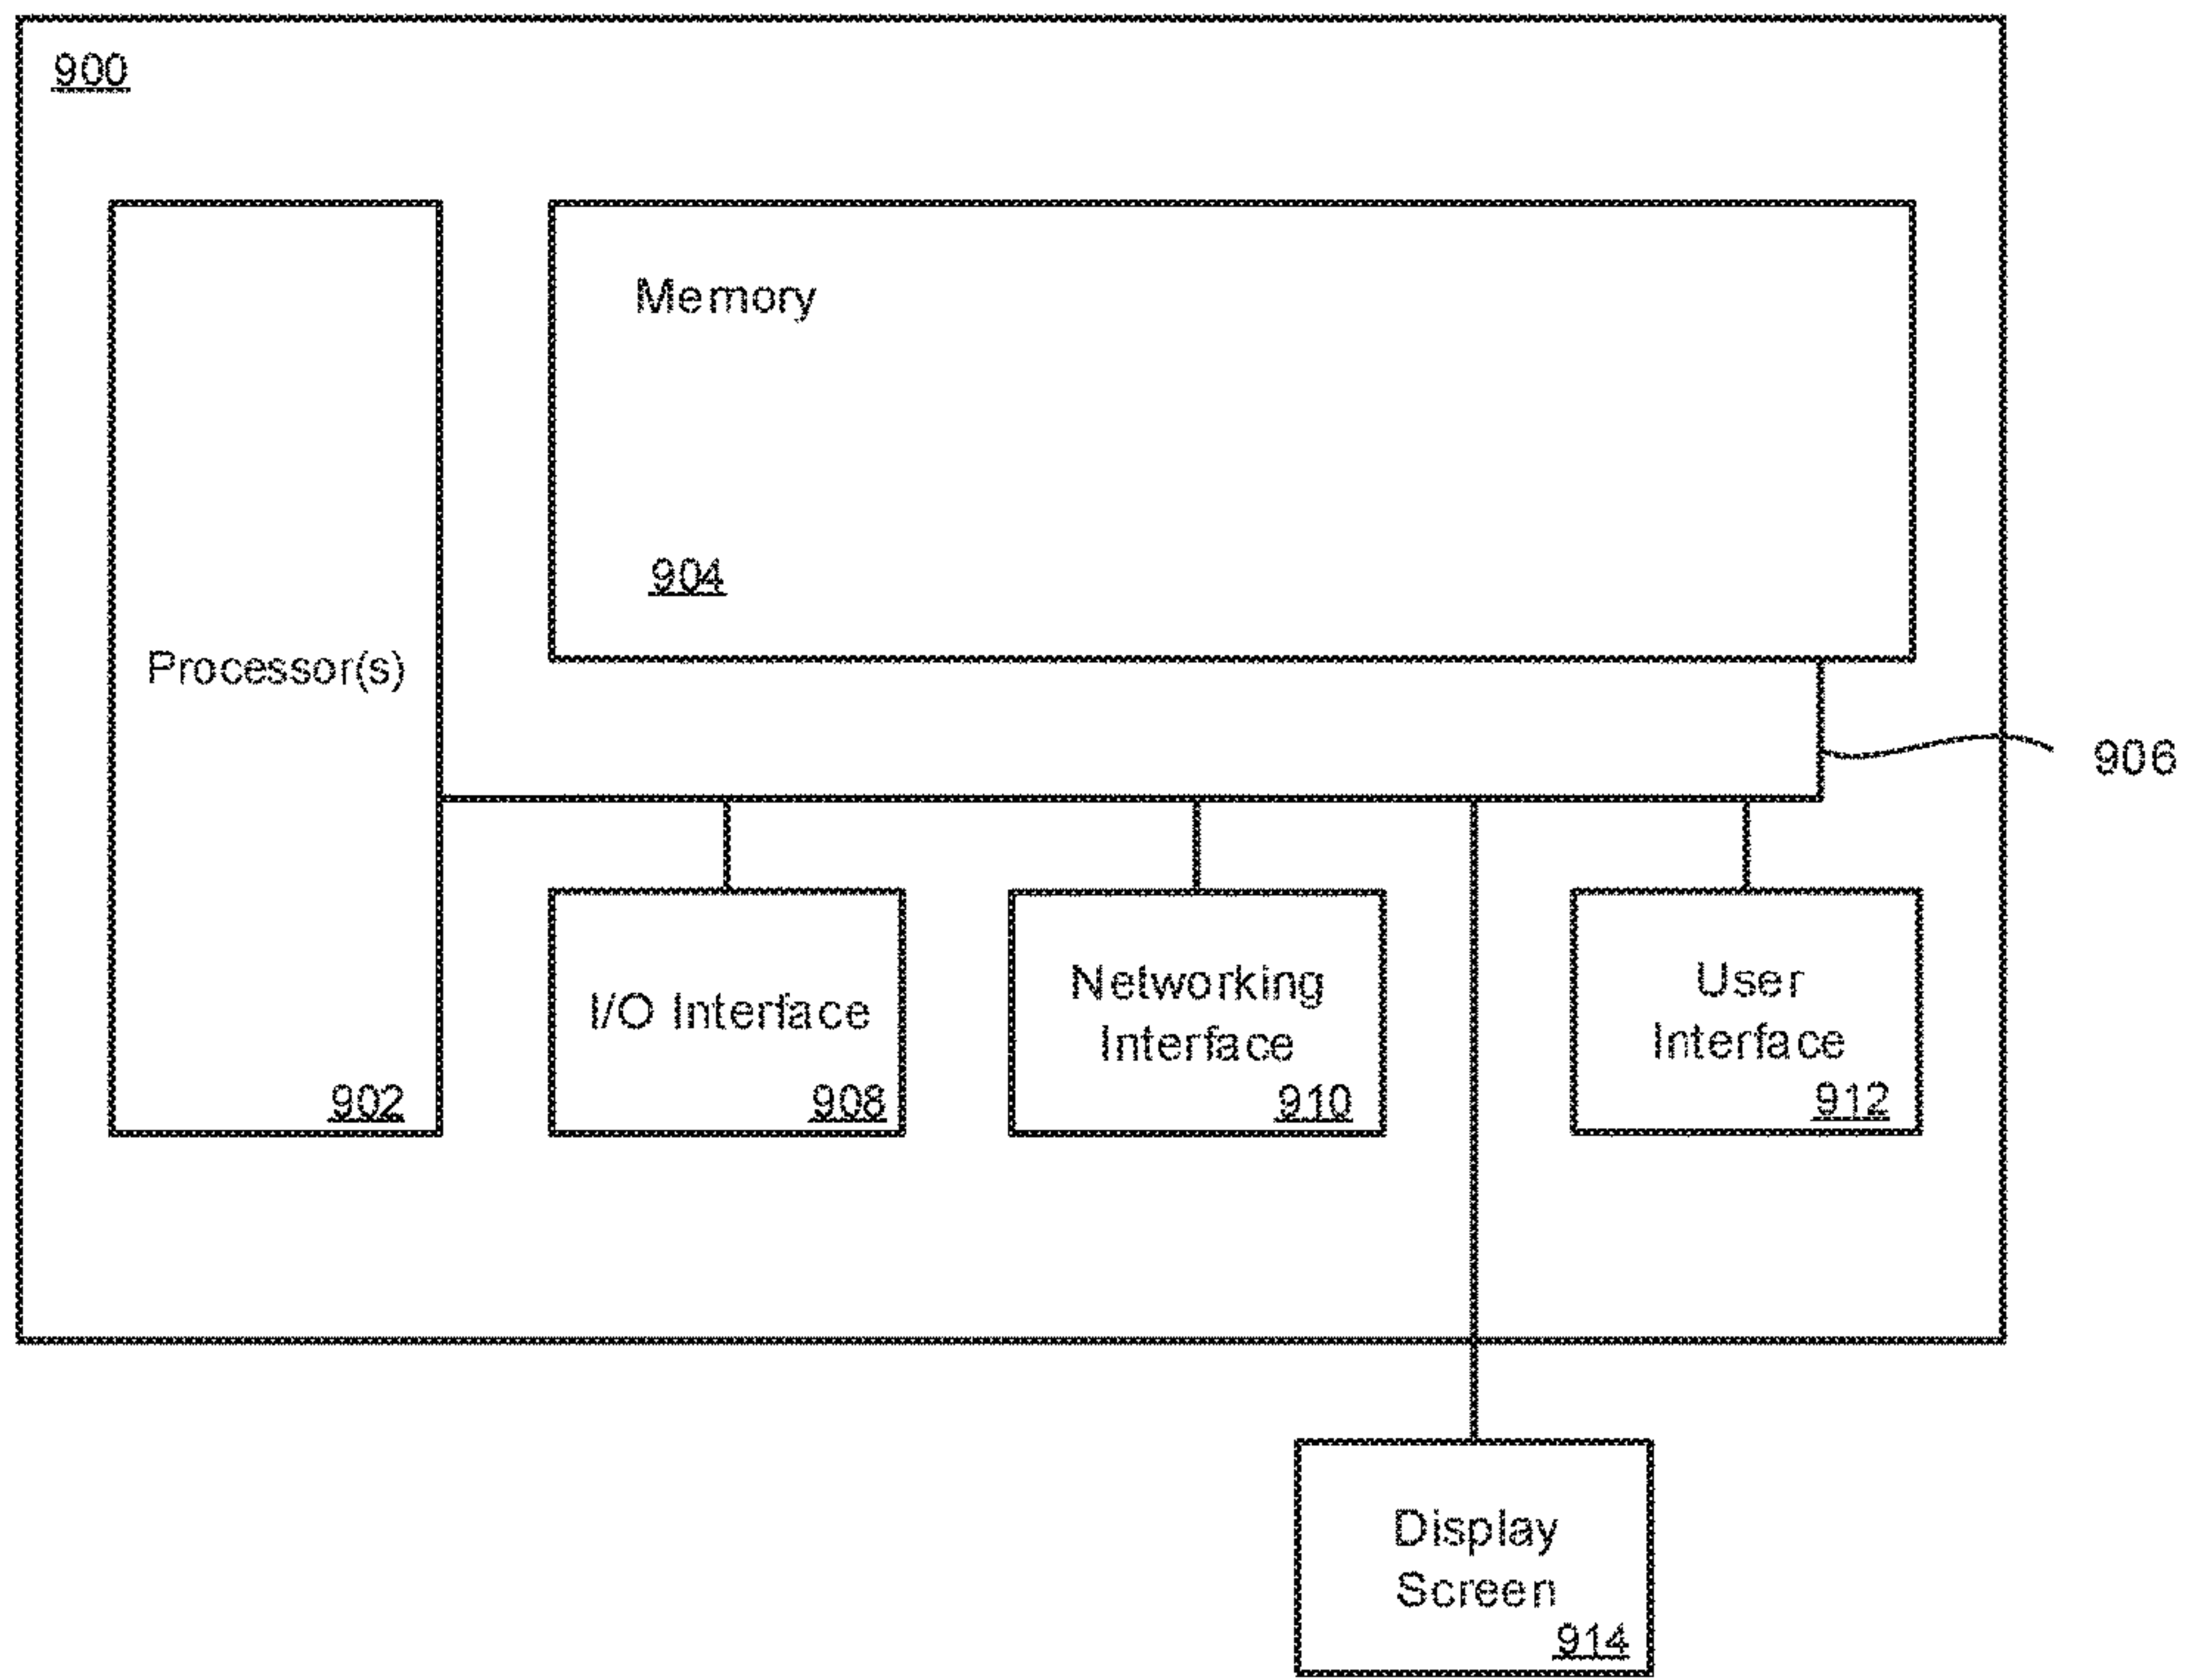 900
Memory
904
Processor(s)
902
906
I/O Interface
908
Networking
Interface
910
User
Interface
912
Display
Screen
914